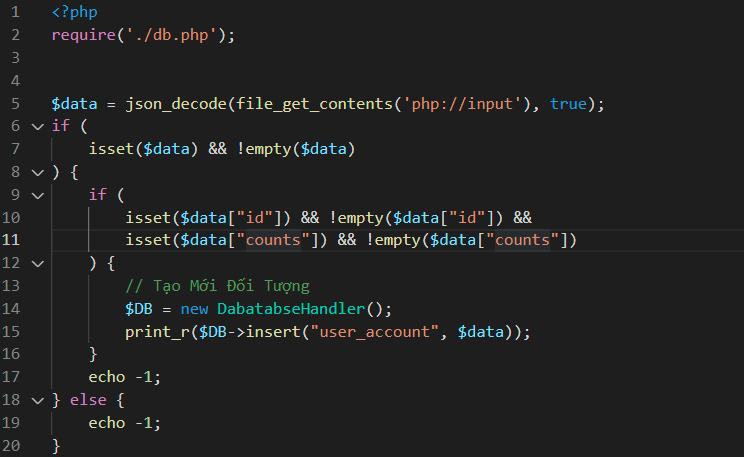 1 <?php
2 require('./db.php');
3
4
5 $data = json_decode(file_get_contents('php://input'), true);
6 if (
7     isset($data) && !empty($data)
8 ) {
9     if (
10         isset($data["id"]) && !empty($data["id"]) &&
11         isset($data["counts"]) && !empty($data["counts"])
12     ) {
13         // Tạo Mới Đối Tượng
14         $DB = new DabatabseHandler();
15         print_r($DB->insert("user_account", $data));
16     }
17     echo -1;
18 } else {
19     echo -1;
20 }